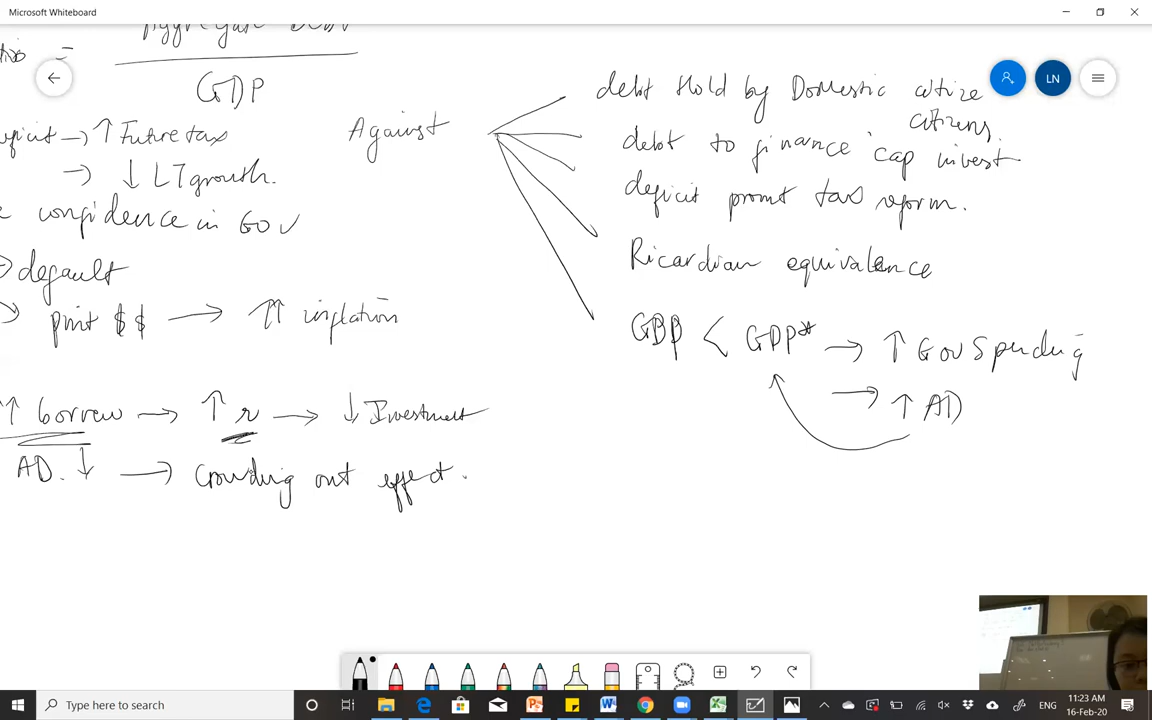 Microsoft Whiteboard
Aggregate Debt
=
GDP
→ ↑ Future tax
→ ↓ LT growth.
confidence in GOV
→ default
print $$ → ↑↑ inflation
↑ borrow → ↑ r → ↓ Investment
AD. ↓ → Crowding out effect.
Against
debt Hold by Domestic citize
citizens.
debt to finance cap invest
deficit promt tax reform.
Ricardian equivalence
GDP < GDP* → ↑ Gov Spending
→ ↑ AD
LN
Type here to search
ENG
11:23 AM
16-Feb-20